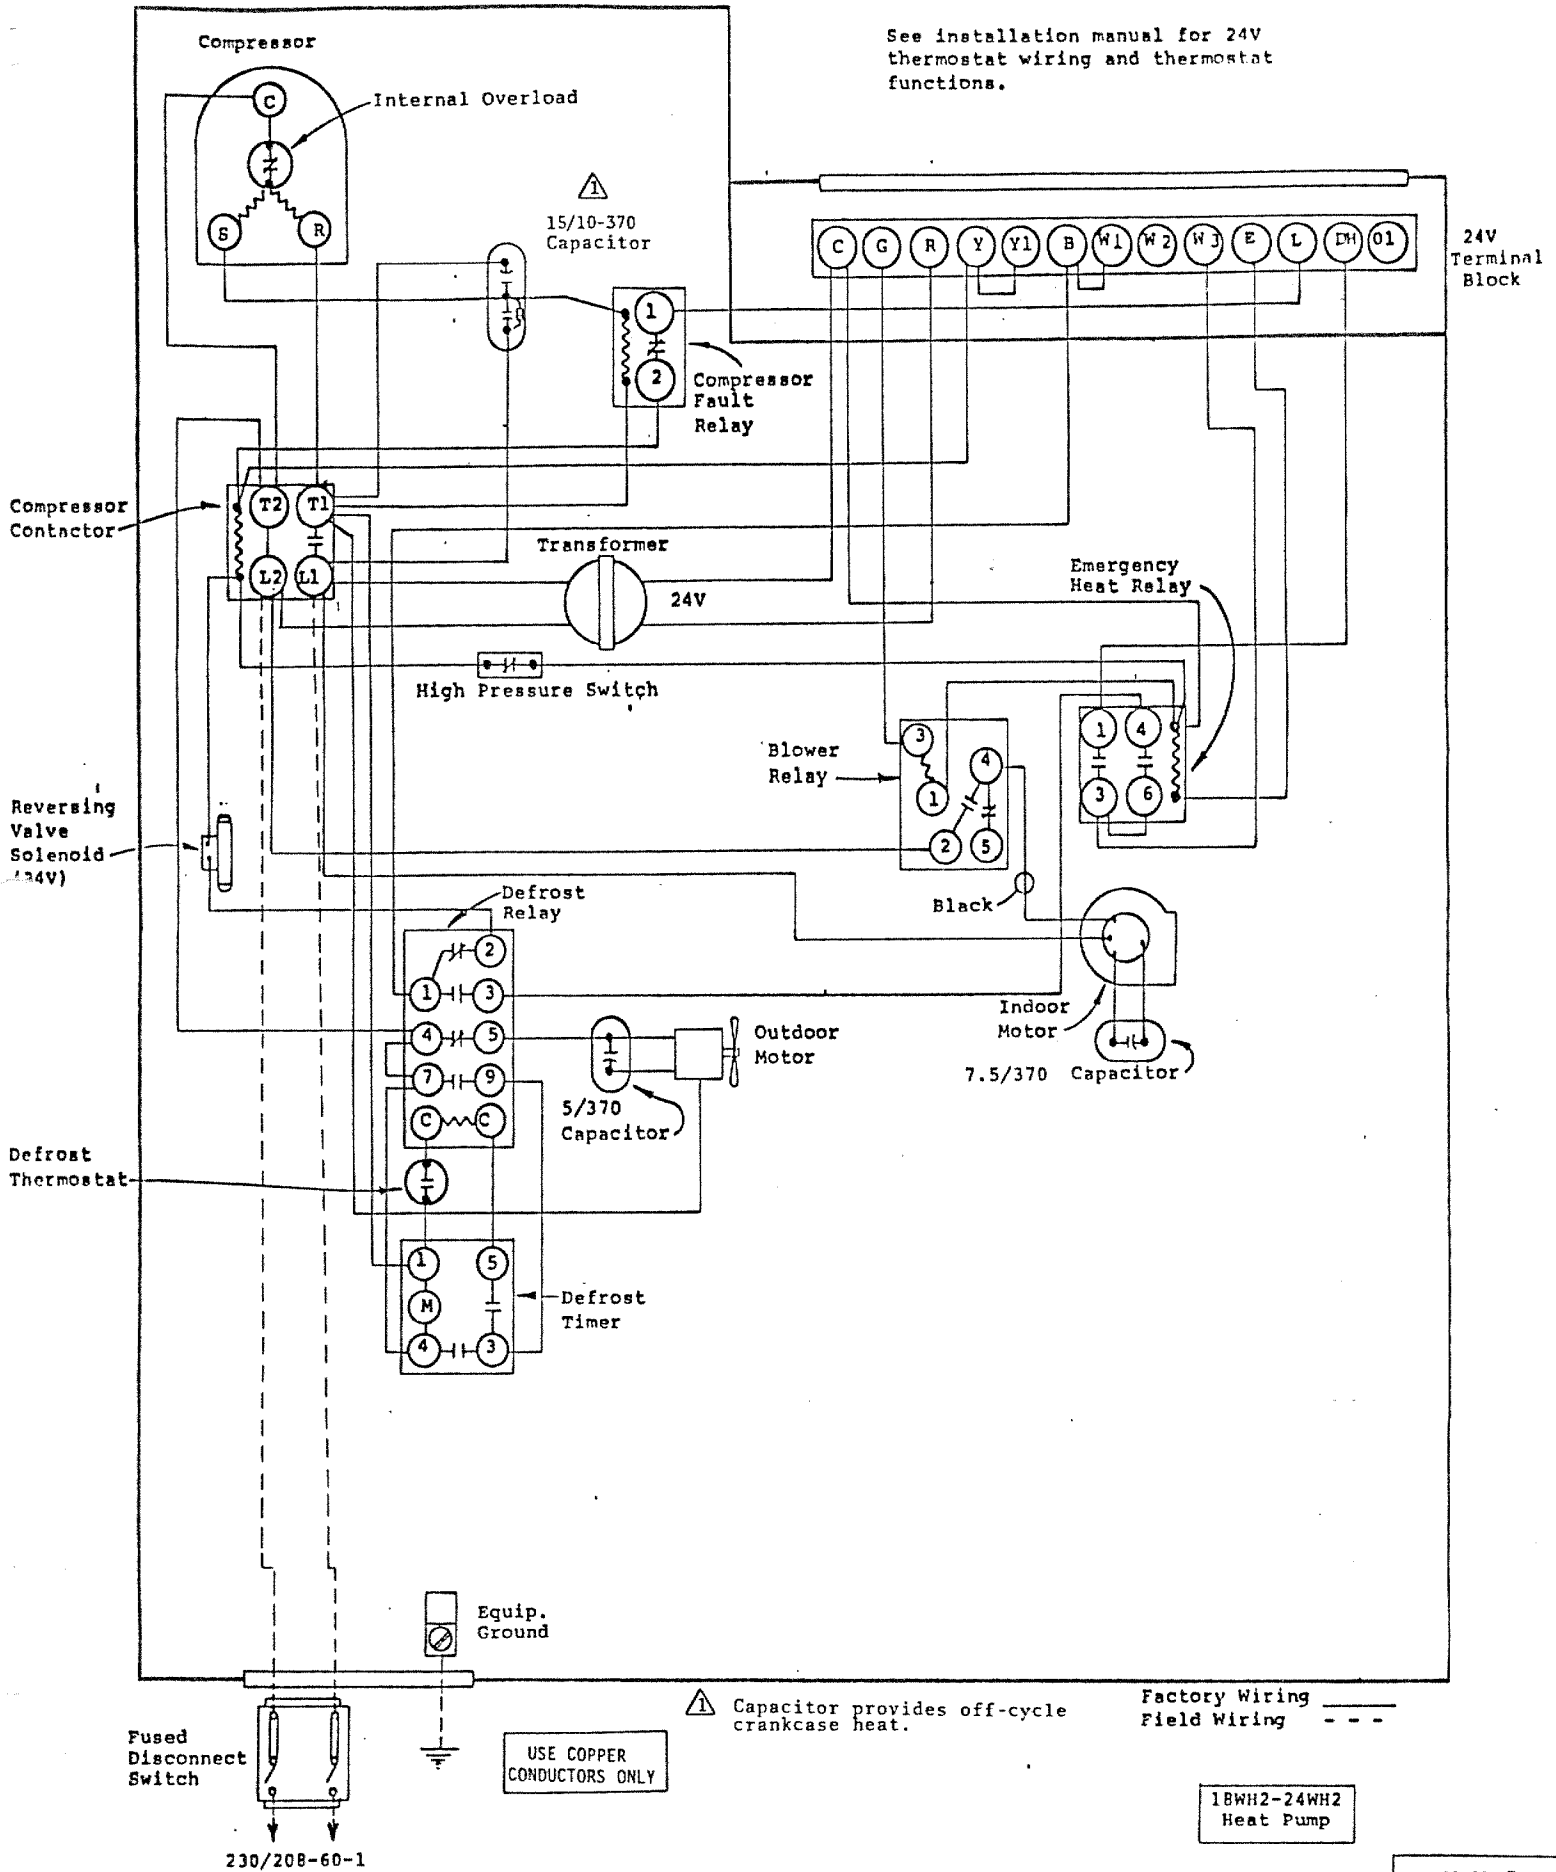 Compressor
See installation manual for 24V
thermostat wiring and thermostat
functions.
C
Internal Overload
S
R
1
15/10-370
Capacitor
C G R Y Y1 B W1 W2 W3 E L DH 01
24V
Terminal
Block
1
2
Compressor
Fault
Relay
Compressor
Contactor
T2 T1
L2 L1
Transformer
24V
Emergency
Heat Relay
High Pressure Switch
Blower
Relay
3
4
1
2 5
1 4
3 6
Reversing
Valve
Solenoid
(24V)
Defrost
Relay
2
1 3
4 5
7 9
C C
Black
Indoor
Motor
7.5/370 Capacitor
Outdoor
Motor
5/370
Capacitor
Defrost
Thermostat
1 5
M
4 3
Defrost
Timer
Equip.
Ground
1 Capacitor provides off-cycle
crankcase heat.
Factory Wiring
Field Wiring
Fused
Disconnect
Switch
USE COPPER
CONDUCTORS ONLY
18WH2-24WH2
Heat Pump
230/208-60-1